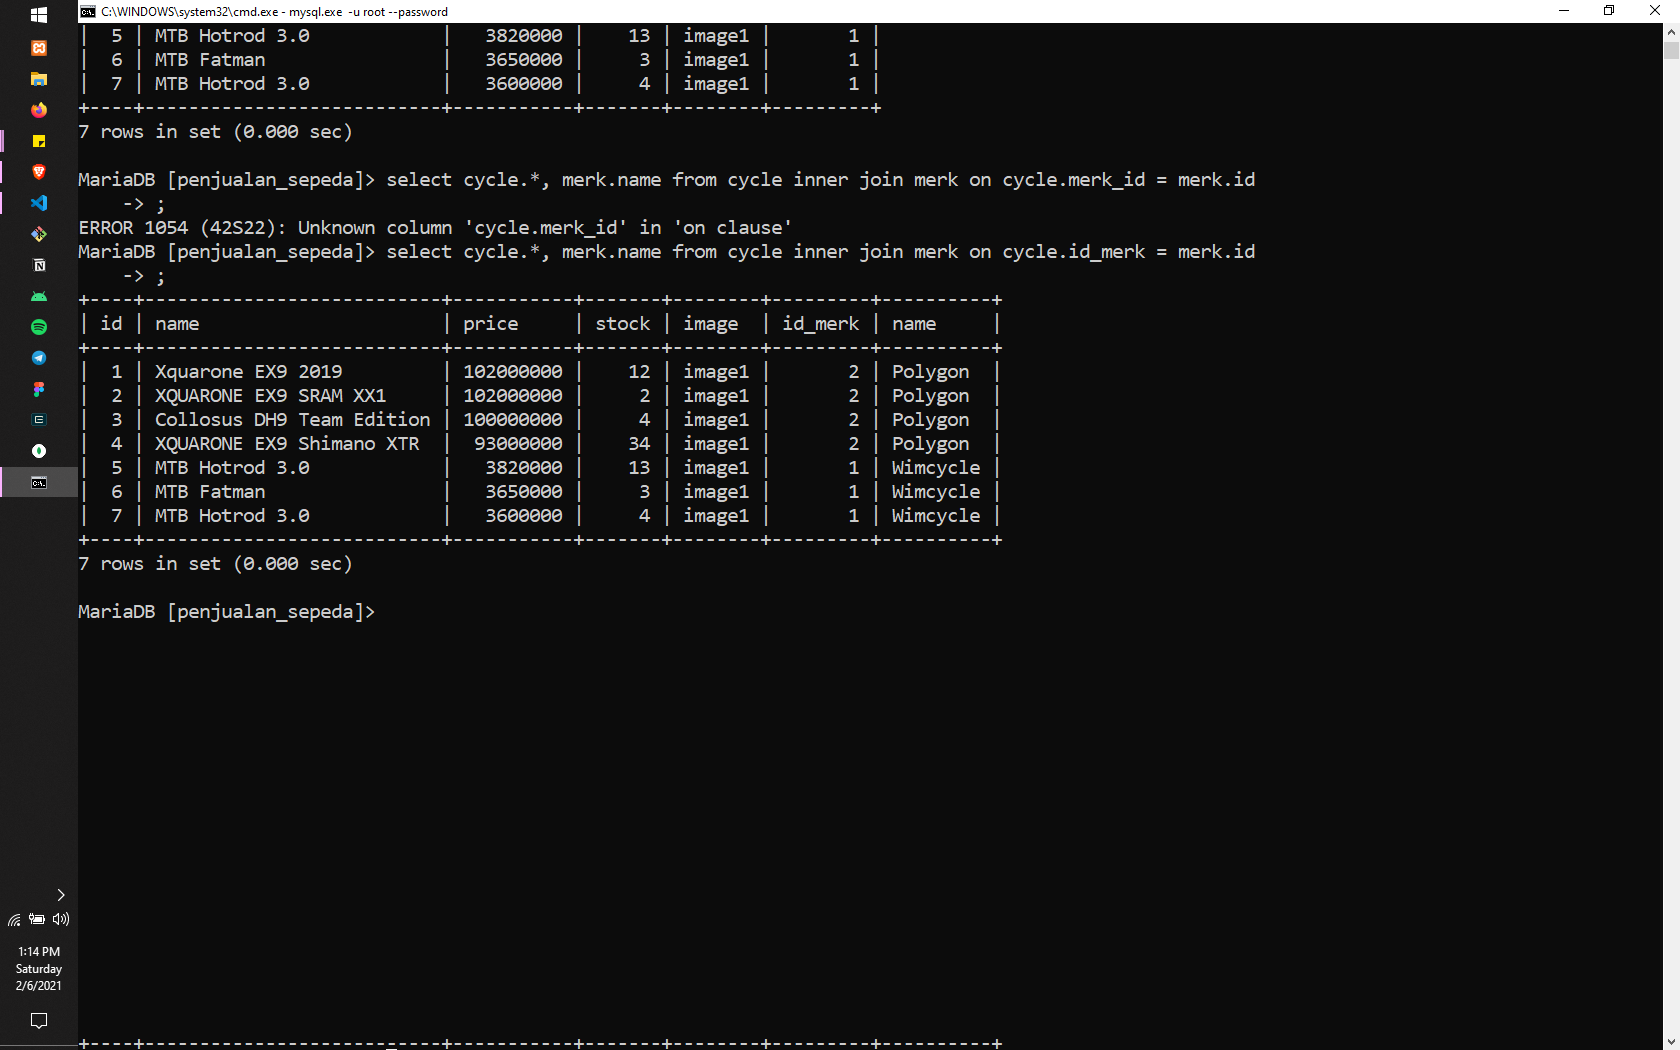 C:\WINDOWS\system32\cmd.exe - mysql.exe  -u root --password
|  5 | MTB Hotrod 3.0            |   3820000 |    13 | image1 |       1 |
|  6 | MTB Fatman                |   3650000 |     3 | image1 |       1 |
|  7 | MTB Hotrod 3.0            |   3600000 |     4 | image1 |       1 |
+----+---------------------------+-----------+-------+--------+---------+
7 rows in set (0.000 sec)
MariaDB [penjualan_sepeda]> select cycle.*, merk.name from cycle inner join merk on cycle.merk_id = merk.id
    -> ;
ERROR 1054 (42S22): Unknown column 'cycle.merk_id' in 'on clause'
MariaDB [penjualan_sepeda]> select cycle.*, merk.name from cycle inner join merk on cycle.id_merk = merk.id
    -> ;
+----+---------------------------+-----------+-------+--------+---------+----------+
| id | name                      | price     | stock | image  | id_merk | name     |
+----+---------------------------+-----------+-------+--------+---------+----------+
|  1 | Xquarone EX9 2019         | 102000000 |    12 | image1 |       2 | Polygon  |
|  2 | XQUARONE EX9 SRAM XX1     | 102000000 |     2 | image1 |       2 | Polygon  |
|  3 | Collosus DH9 Team Edition | 100000000 |     4 | image1 |       2 | Polygon  |
|  4 | XQUARONE EX9 Shimano XTR  |  93000000 |    34 | image1 |       2 | Polygon  |
|  5 | MTB Hotrod 3.0            |   3820000 |    13 | image1 |       1 | Wimcycle |
|  6 | MTB Fatman                |   3650000 |     3 | image1 |       1 | Wimcycle |
|  7 | MTB Hotrod 3.0            |   3600000 |     4 | image1 |       1 | Wimcycle |
+----+---------------------------+-----------+-------+--------+---------+----------+
7 rows in set (0.000 sec)
MariaDB [penjualan_sepeda]>
+----+---------------------------+-----------+-------+--------+---------+----------+
1:14 PM
Saturday
2/6/2021